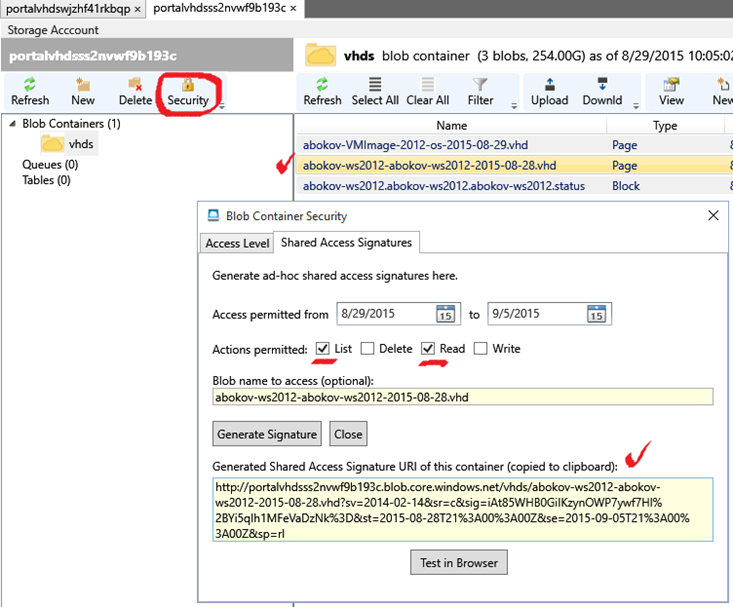 portalvhdswjzhf41rkbqp ×
portalvhdsss2nvwf9b193c ×
Storage Acccount
portalvhdsss2nvwf9b193c
vhds blob container (3 blobs, 254.00G) as of 8/29/2015 10:05:02
Refresh New Delete Security
Refresh Select All Clear All Filter Upload Downld View New
Blob Containers (1)
vhds
Queues (0)
Tables (0)
Name Type
abokov-VMImage-2012-os-2015-08-29.vhd Page 8
abokov-ws2012-abokov-ws2012-2015-08-28.vhd Page 8
abokov-ws2012.abokov-ws2012.abokov-ws2012.status Block 8
Blob Container Security
Access Level Shared Access Signatures
Generate ad-hoc shared access signatures here.
Access permitted from 8/29/2015 15 to 9/5/2015 15
Actions permitted: List Delete Read Write
Blob name to access (optional):
abokov-ws2012-abokov-ws2012-2015-08-28.vhd
Generate Signature Close
Generated Shared Access Signature URI of this container (copied to clipboard):
http://portalvhdsss2nvwf9b193c.blob.core.windows.net/vhds/abokov-ws2012-abokov-
ws2012-2015-08-28.vhd?sv=2014-02-14&sr=c&sig=iAt85WHB0GiIKzynOWP7ywf7HI%
2BYi5qIh1MFeVaDzNk%3D&st=2015-08-28T21%3A00%3A00Z&se=2015-09-05T21%3A00%
3A00Z&sp=rl
Test in Browser